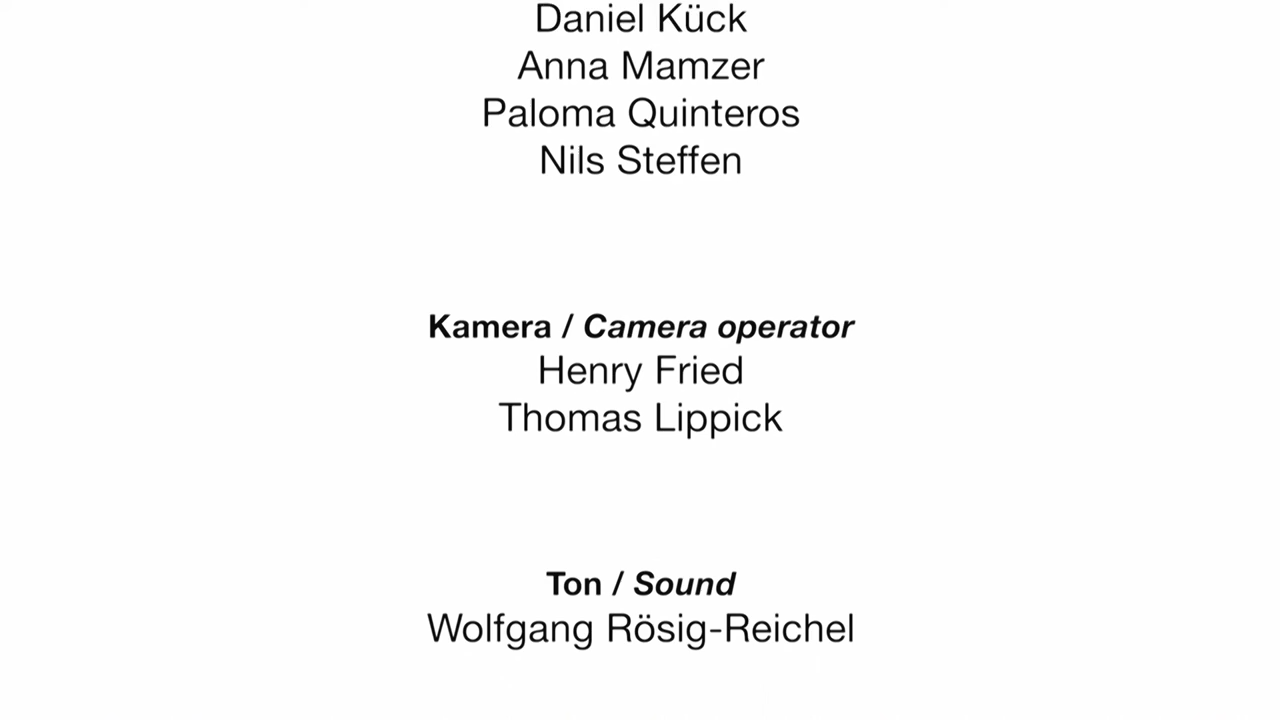 Daniel Kück
Anna Mamzer
Paloma Quinteros
Nils Steffen
Kamera / Camera operator
Henry Fried
Thomas Lippick
Ton / Sound
Wolfgang Rösig-Reichel